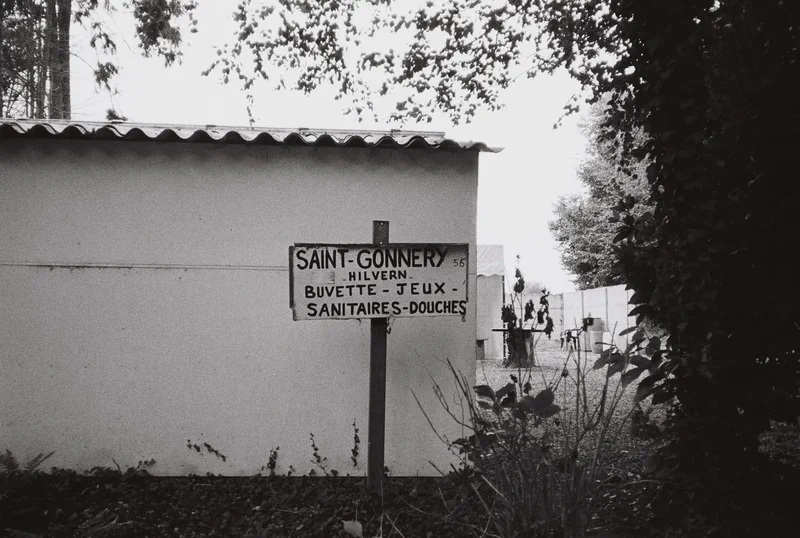 SAINT-GONNERY 56
-HILVERN-
BUVETTE - JEUX -
SANITAIRES-DOUCHES